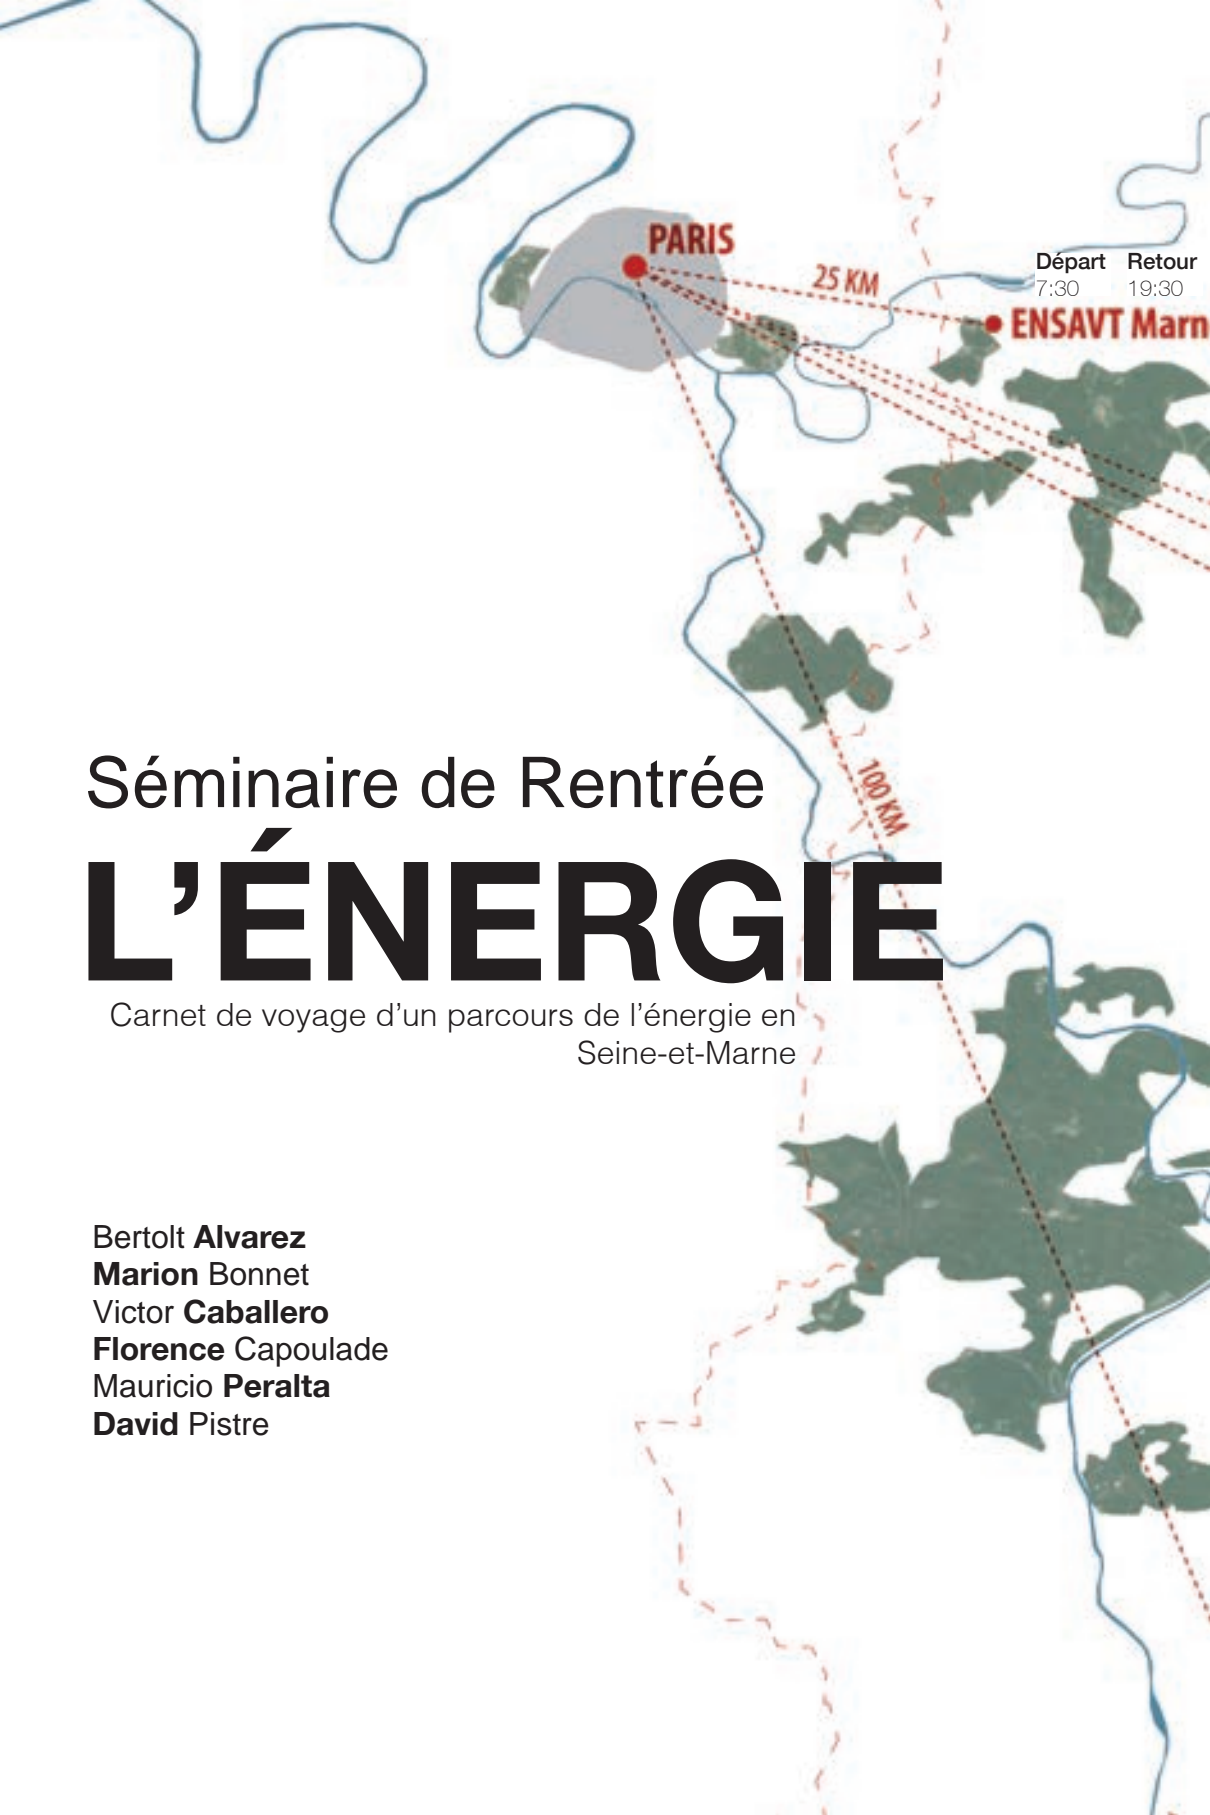 PARIS
25 KM
Départ Retour
7:30 19:30
ENSAVT Marn
100 KM
Séminaire de Rentrée
L’ÉNERGIE
Carnet de voyage d’un parcours de l’énergie en
Seine-et-Marne
Bertolt Alvarez
Marion Bonnet
Victor Caballero
Florence Capoulade
Mauricio Peralta
David Pistre